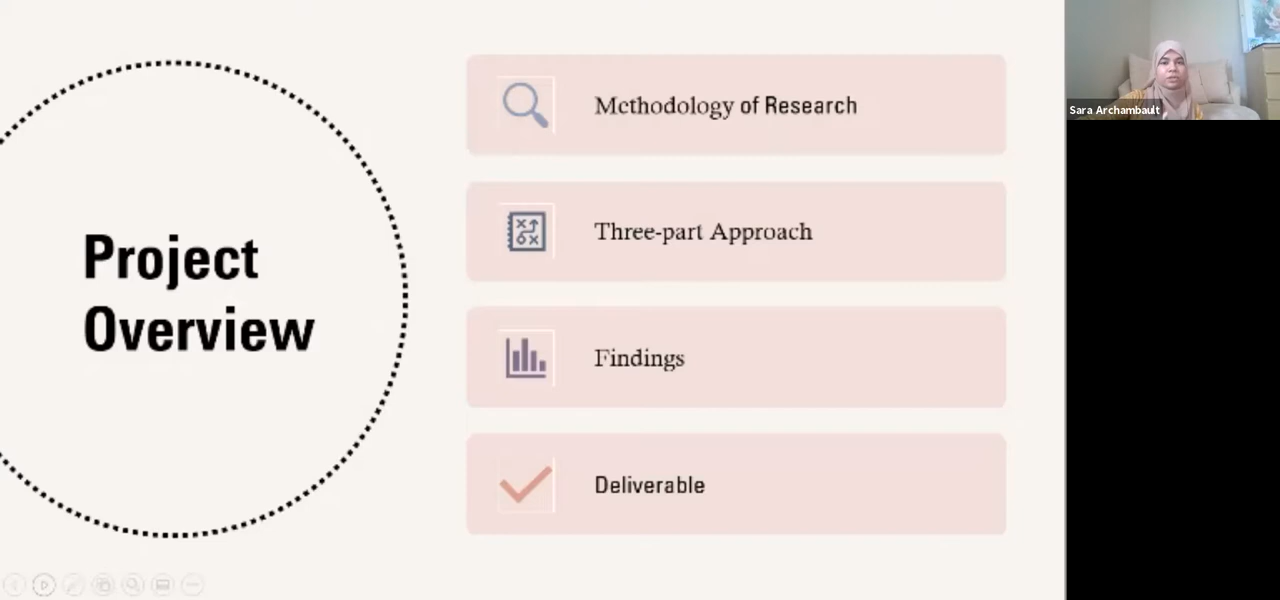 Project
Overview
Methodology of Research
Three-part Approach
Findings
Deliverable
Sara Archambault